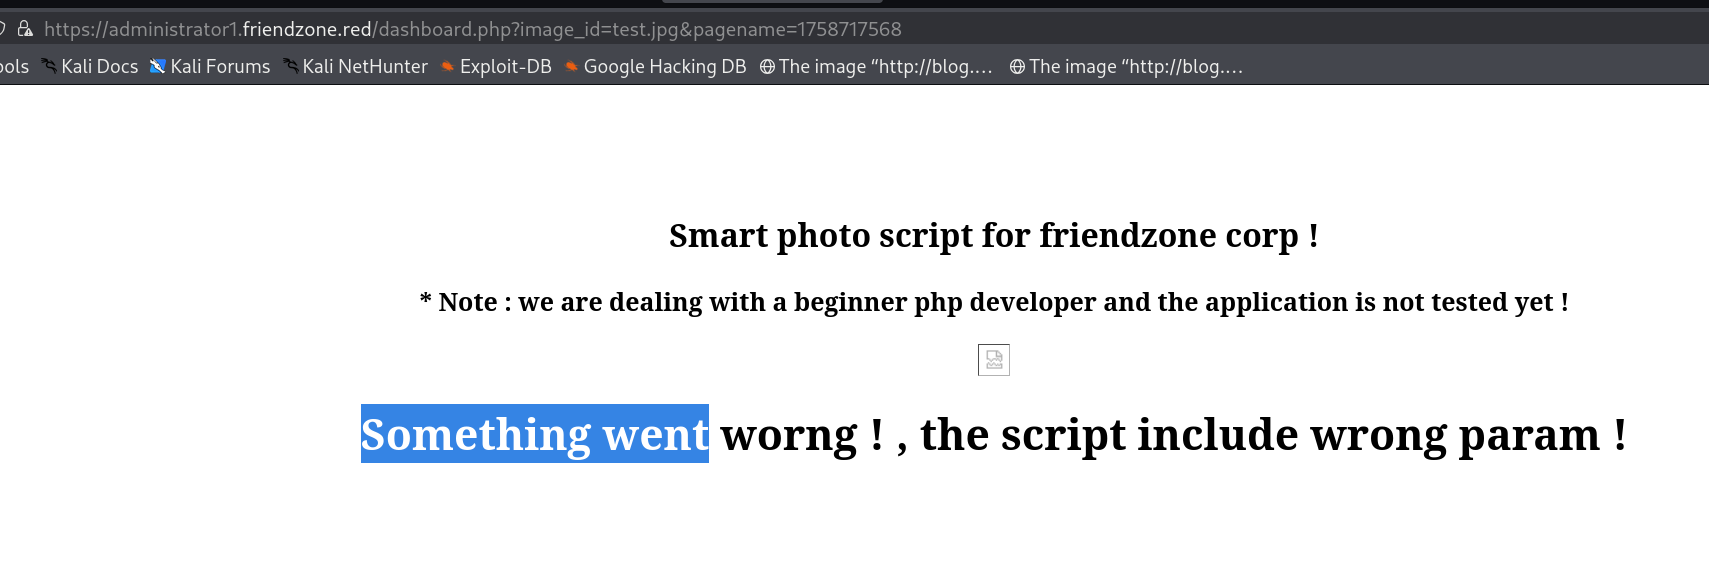 https://administrator1.friendzone.red/dashboard.php?image_id=test.jpg&pagename=1758717568
ools Kali Docs Kali Forums Kali NetHunter Exploit-DB Google Hacking DB The image “http://blog.... The image “http://blog....
Smart photo script for friendzone corp !
* Note : we are dealing with a beginner php developer and the application is not tested yet !
Something went worng ! , the script include wrong param !